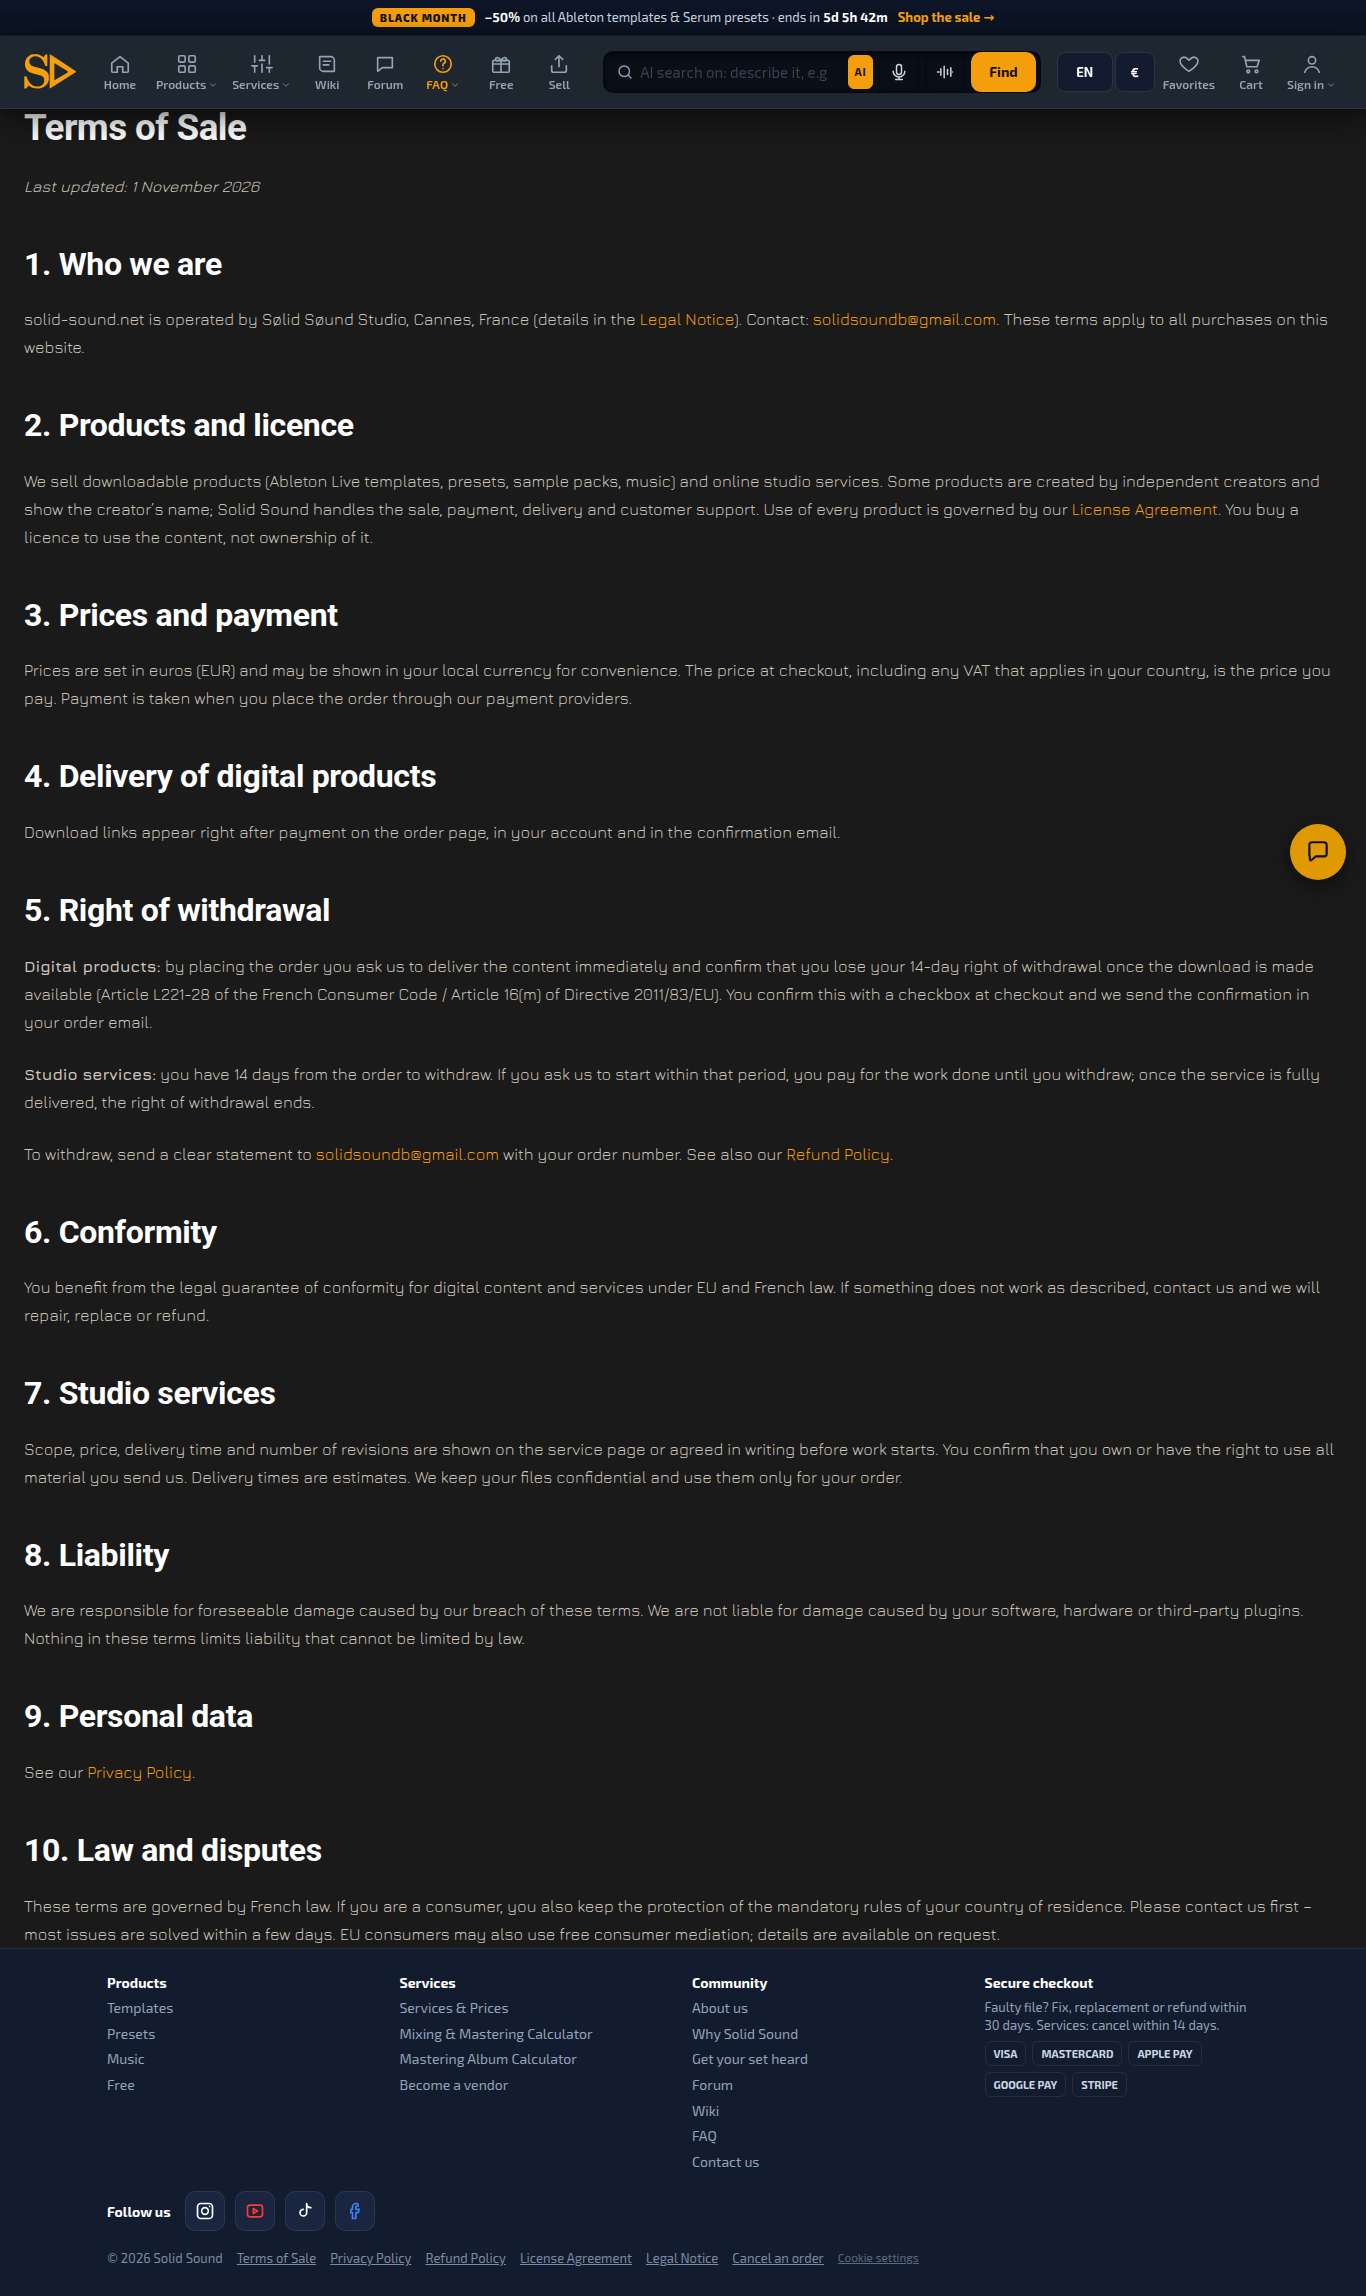 BLACK MONTH −50% on all Ableton templates & Serum presets · ends in 5d 5h 42m Shop the sale →
Home Products Services Wiki Forum FAQ Free Sell AI search on: describe it, e.g AI Find EN € Favorites Cart Sign in
Terms of Sale
Last updated: 1 November 2026
1. Who we are
solid-sound.net is operated by Sølid Søund Studio, Cannes, France (details in the Legal Notice). Contact: solidsoundb@gmail.com. These terms apply to all purchases on this
website.
2. Products and licence
We sell downloadable products (Ableton Live templates, presets, sample packs, music) and online studio services. Some products are created by independent creators and
show the creator's name; Solid Sound handles the sale, payment, delivery and customer support. Use of every product is governed by our License Agreement. You buy a
licence to use the content, not ownership of it.
3. Prices and payment
Prices are set in euros (EUR) and may be shown in your local currency for convenience. The price at checkout, including any VAT that applies in your country, is the price you
pay. Payment is taken when you place the order through our payment providers.
4. Delivery of digital products
Download links appear right after payment on the order page, in your account and in the confirmation email.
5. Right of withdrawal
Digital products: by placing the order you ask us to deliver the content immediately and confirm that you lose your 14-day right of withdrawal once the download is made
available (Article L221-28 of the French Consumer Code / Article 16(m) of Directive 2011/83/EU). You confirm this with a checkbox at checkout and we send the confirmation in
your order email.
Studio services: you have 14 days from the order to withdraw. If you ask us to start within that period, you pay for the work done until you withdraw; once the service is fully
delivered, the right of withdrawal ends.
To withdraw, send a clear statement to solidsoundb@gmail.com with your order number. See also our Refund Policy.
6. Conformity
You benefit from the legal guarantee of conformity for digital content and services under EU and French law. If something does not work as described, contact us and we will
repair, replace or refund.
7. Studio services
Scope, price, delivery time and number of revisions are shown on the service page or agreed in writing before work starts. You confirm that you own or have the right to use all
material you send us. Delivery times are estimates. We keep your files confidential and use them only for your order.
8. Liability
We are responsible for foreseeable damage caused by our breach of these terms. We are not liable for damage caused by your software, hardware or third-party plugins.
Nothing in these terms limits liability that cannot be limited by law.
9. Personal data
See our Privacy Policy.
10. Law and disputes
These terms are governed by French law. If you are a consumer, you also keep the protection of the mandatory rules of your country of residence. Please contact us first –
most issues are solved within a few days. EU consumers may also use free consumer mediation; details are available on request.
Products
Templates
Presets
Music
Free
Services
Services & Prices
Mixing & Mastering Calculator
Mastering Album Calculator
Become a vendor
Community
About us
Why Solid Sound
Get your set heard
Forum
Wiki
FAQ
Contact us
Secure checkout
Faulty file? Fix, replacement or refund within
30 days. Services: cancel within 14 days.
VISA MASTERCARD APPLE PAY
GOOGLE PAY STRIPE
Follow us
© 2026 Solid Sound Terms of Sale Privacy Policy Refund Policy License Agreement Legal Notice Cancel an order Cookie settings